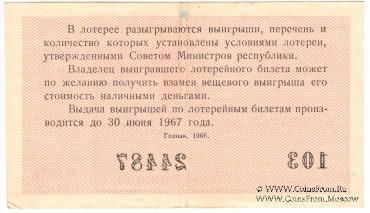 В лотерее разыгрываются выигрыши, перечень и
количество которых установлены условиями лотереи,
утвержденными Советом Министров республики.
Владелец выигравшего лотерейного билета может
по желанию получить взамен вещевого выигрыша его
стоимость наличными деньгами.
Выдача выигрышей по лотерейным билетам произ-
водится до 30 июня 1967 года.
Гознак. 1966.
103
24487
© CoinsFrom.Ru
CoinsFrom.Moscow